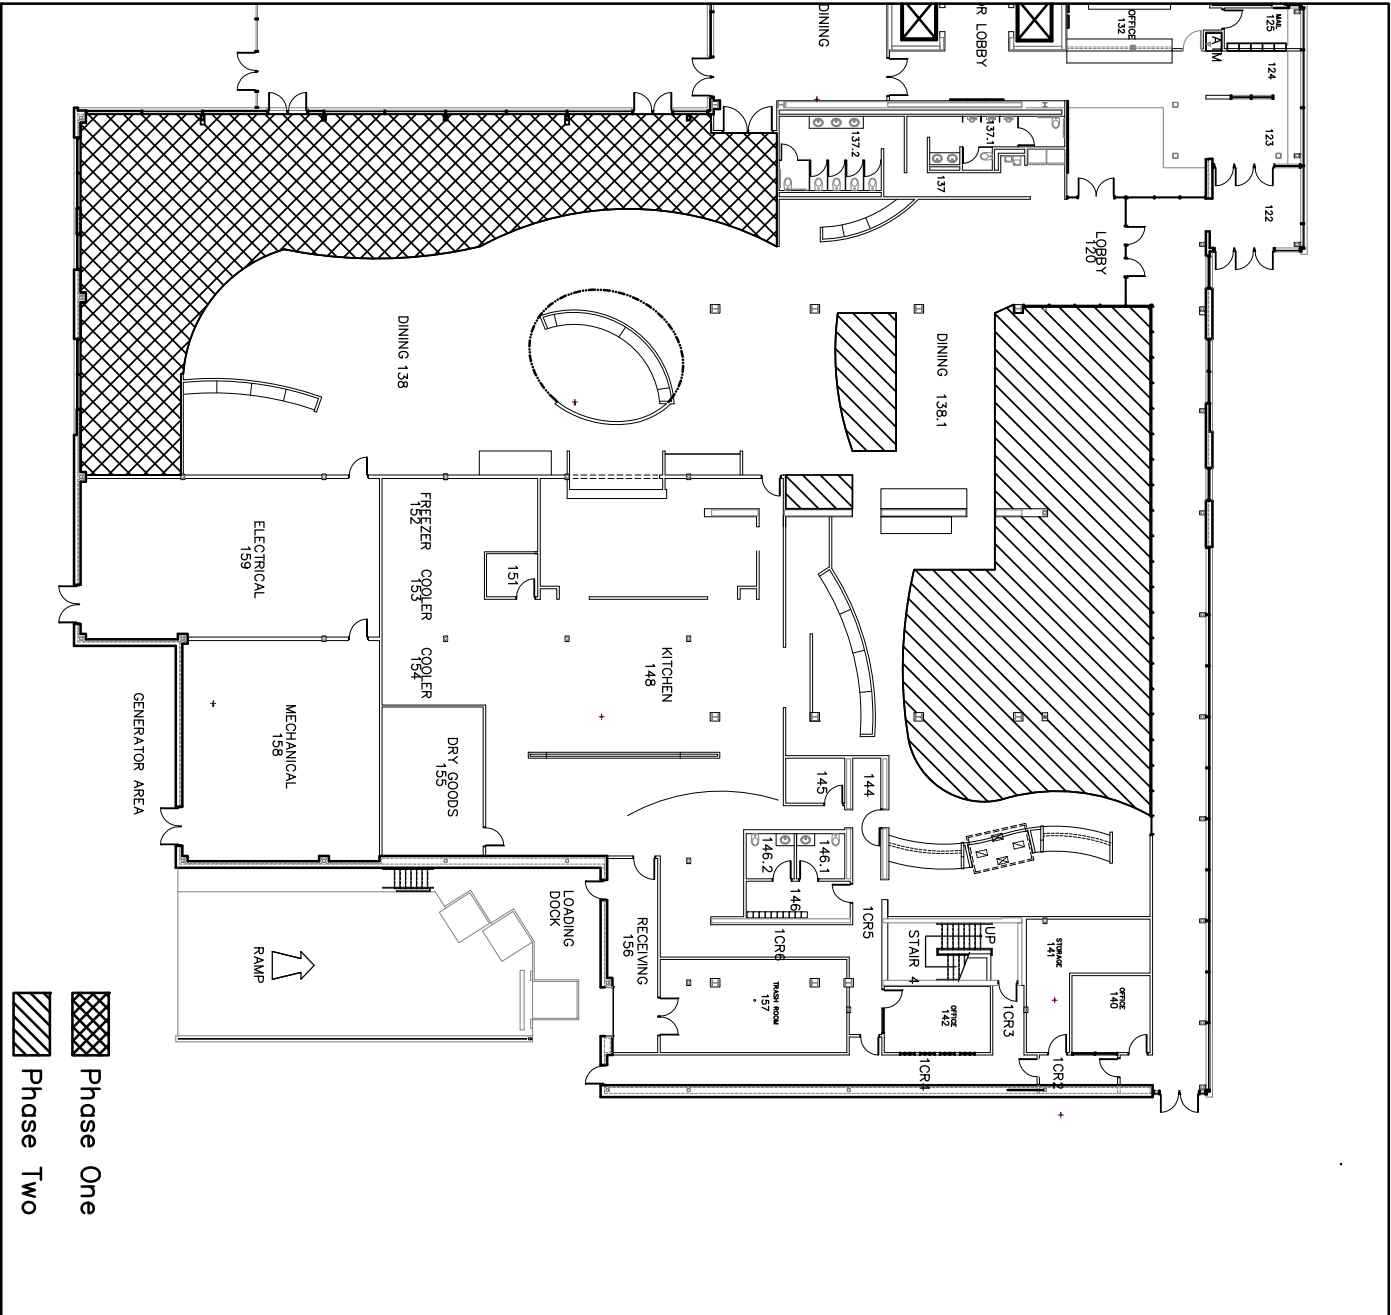 DINING
OR LOBBY
OFFICE
132
MAIL
125
ATM
124
123
122
137.2
137.1
137
LOBBY
120
DINING 138
DINING 138.1
FREEZER
152
COOLER
153
COOLER
154
151
ELECTRICAL
159
KITCHEN
148
MECHANICAL
158
GENERATOR AREA
DRY GOODS
155
145
144
146.2
146.1
146
1CR5
1CR6
LOADING
DOCK
RECEIVING
156
RAMP
TRASH ROOM
157
UP
STAIR 4
STORAGE
141
OFFICE
140
OFFICE
142
1CR3
1CR4
1CR2
Phase One
Phase Two